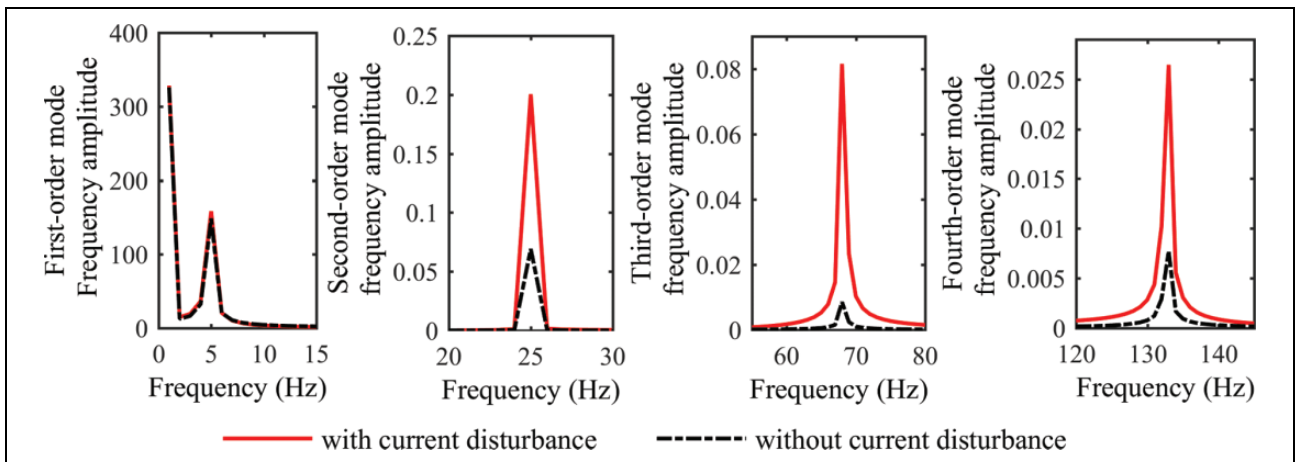 First-order mode
Frequency amplitude
400
300
200
100
0
0 5 10 15
Frequency (Hz)
Second-order mode
frequency amplitude
0.25
0.2
0.15
0.1
0.05
0
20 25 30
Frequency (Hz)
Third-order mode
frequency amplitude
0.08
0.06
0.04
0.02
0
60 70 80
Frequency (Hz)
Fourth-order mode
frequency amplitude
0.025
0.02
0.015
0.01
0.005
0
120 130 140
Frequency (Hz)
with current disturbance
without current disturbance